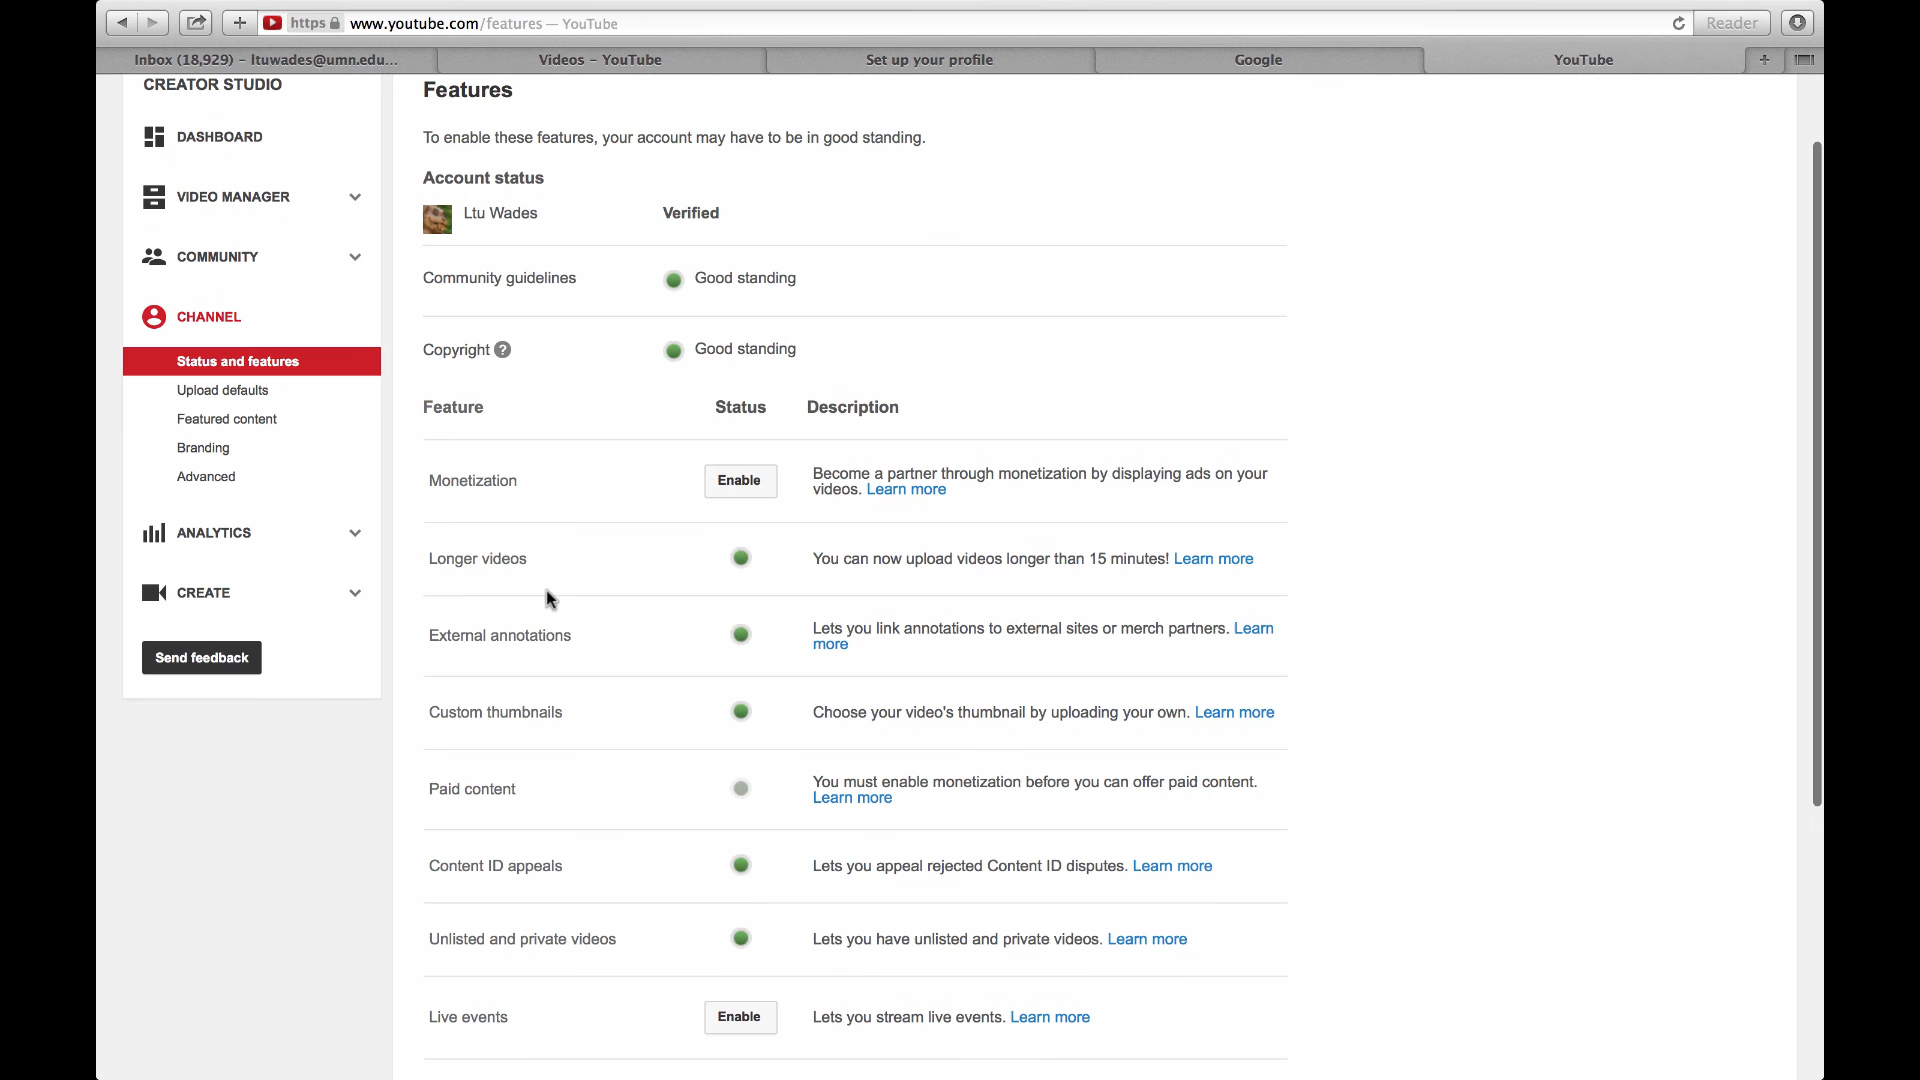 https www.youtube.com/features — YouTube Reader
Inbox (18,929) – ltuwades@umn.edu... Videos – YouTube Set up your profile Google YouTube
CREATOR STUDIO
DASHBOARD
VIDEO MANAGER
COMMUNITY
CHANNEL
Status and features
Upload defaults
Featured content
Branding
Advanced
ANALYTICS
CREATE
Send feedback
Features
To enable these features, your account may have to be in good standing.
Account status
Ltu Wades Verified
Community guidelines Good standing
Copyright ? Good standing
Feature Status Description
Monetization Enable Become a partner through monetization by displaying ads on your
videos. Learn more
Longer videos You can now upload videos longer than 15 minutes! Learn more
External annotations Lets you link annotations to external sites or merch partners. Learn
more
Custom thumbnails Choose your video's thumbnail by uploading your own. Learn more
Paid content You must enable monetization before you can offer paid content.
Learn more
Content ID appeals Lets you appeal rejected Content ID disputes. Learn more
Unlisted and private videos Lets you have unlisted and private videos. Learn more
Live events Enable Lets you stream live events. Learn more